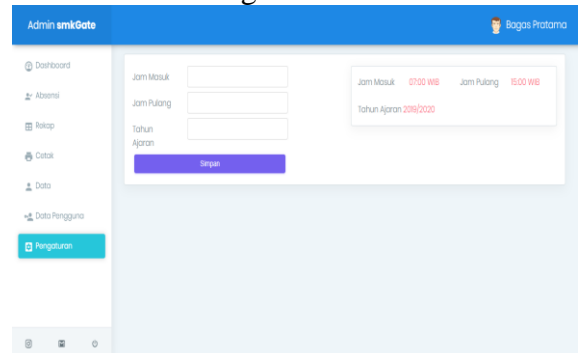 Admin smkGate
Bagas Pratama
Dashboard
Absensi
Rekap
Cetak
Data
Data Pengguna
Pengaturan
Jam Masuk
Jam Pulang
Tahun
Ajaran
Simpan
Jam Masuk 07:00 WIB Jam Pulang 15:00 WIB
Tahun Ajaran 2019/2020